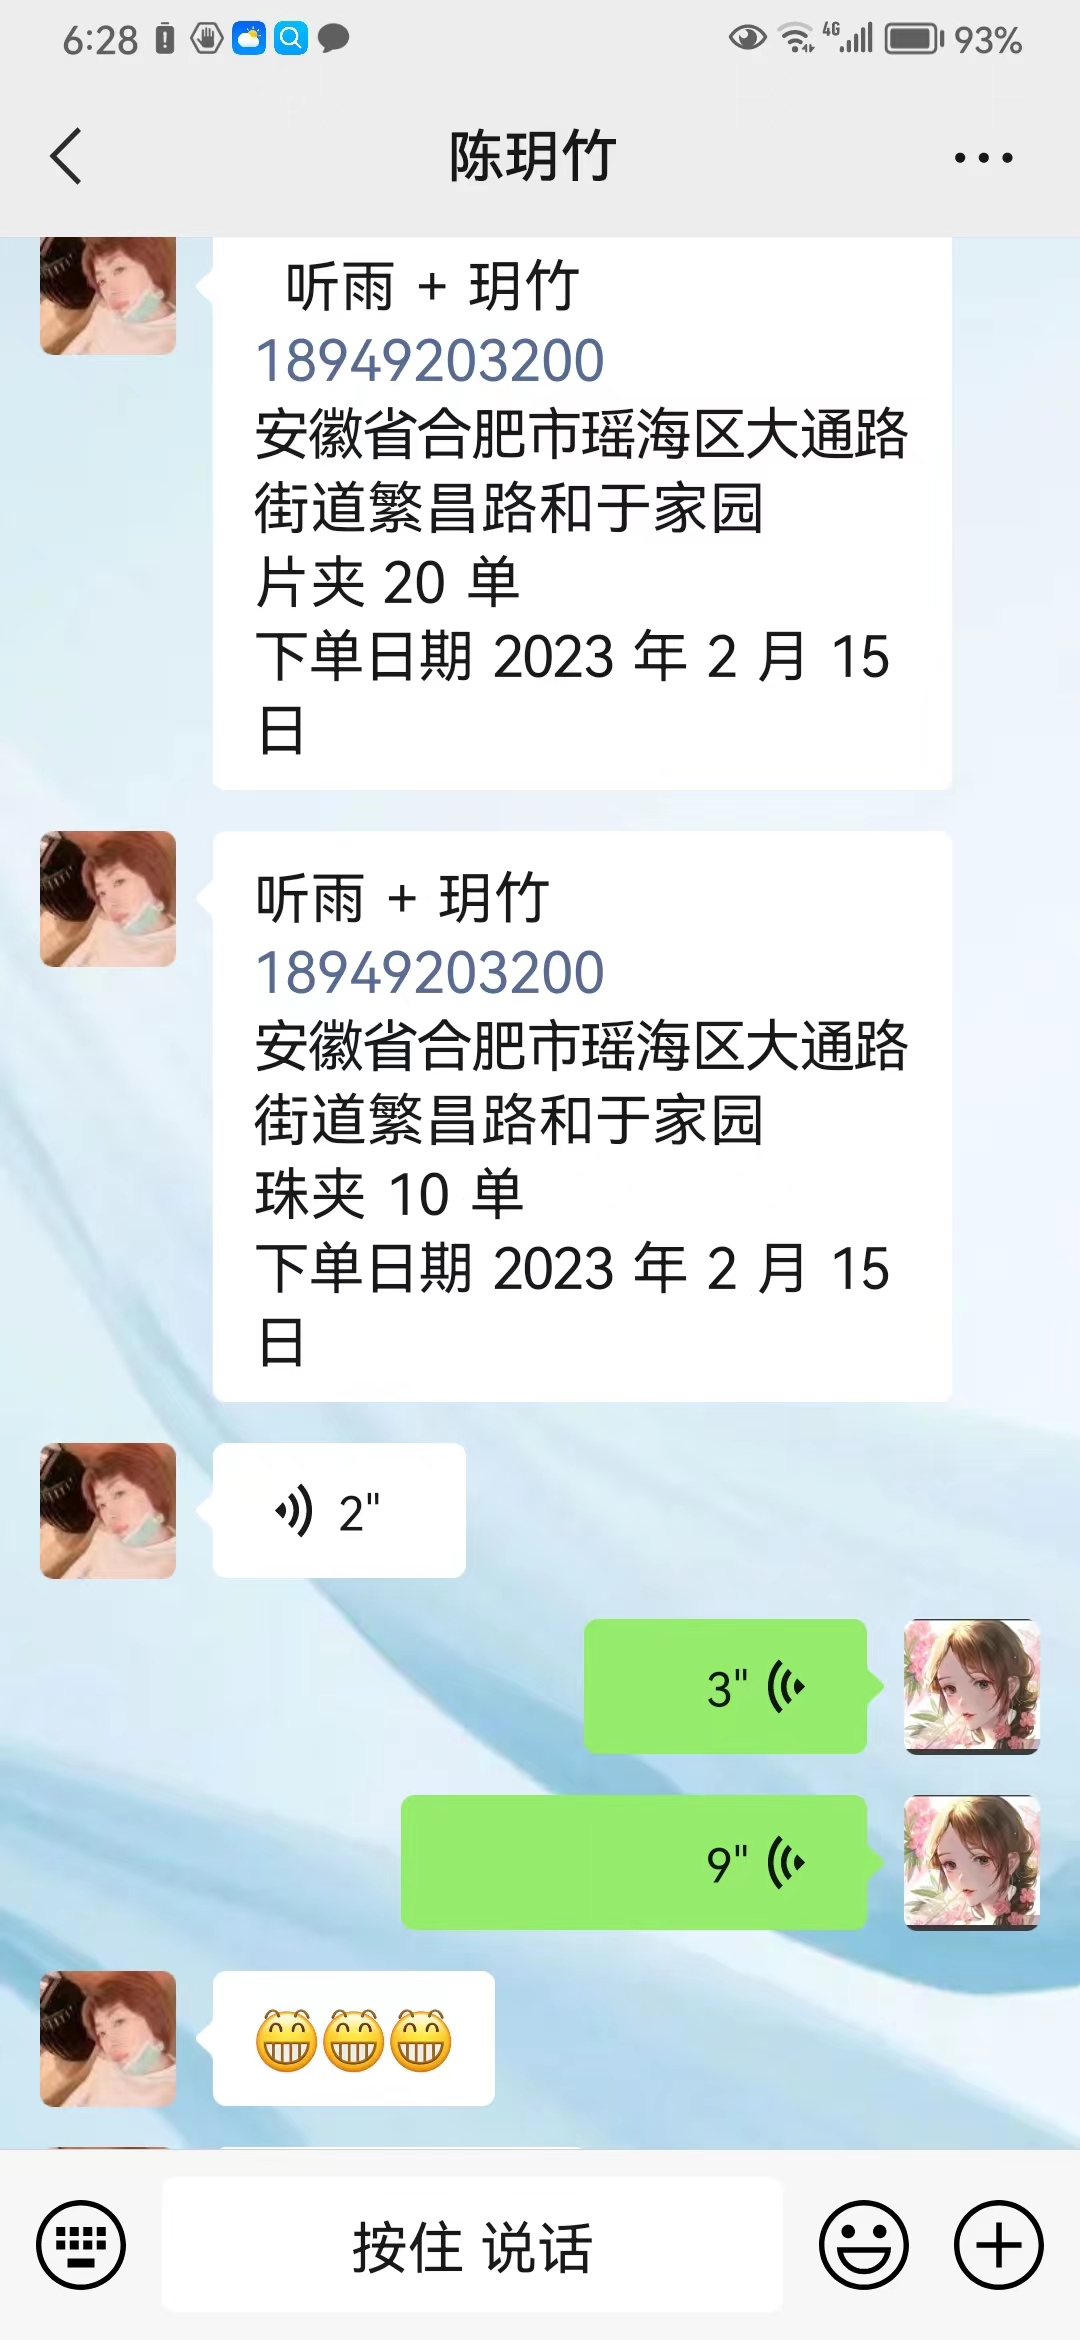 6:28 4G 93%
陈玥竹
听雨 + 玥竹
18949203200
安徽省合肥市瑶海区大通路
街道繁昌路和于家园
片夹 20 单
下单日期 2023 年 2 月 15
日
听雨 + 玥竹
18949203200
安徽省合肥市瑶海区大通路
街道繁昌路和于家园
珠夹 10 单
下单日期 2023 年 2 月 15
日
2"
3"
9"
按住 说话